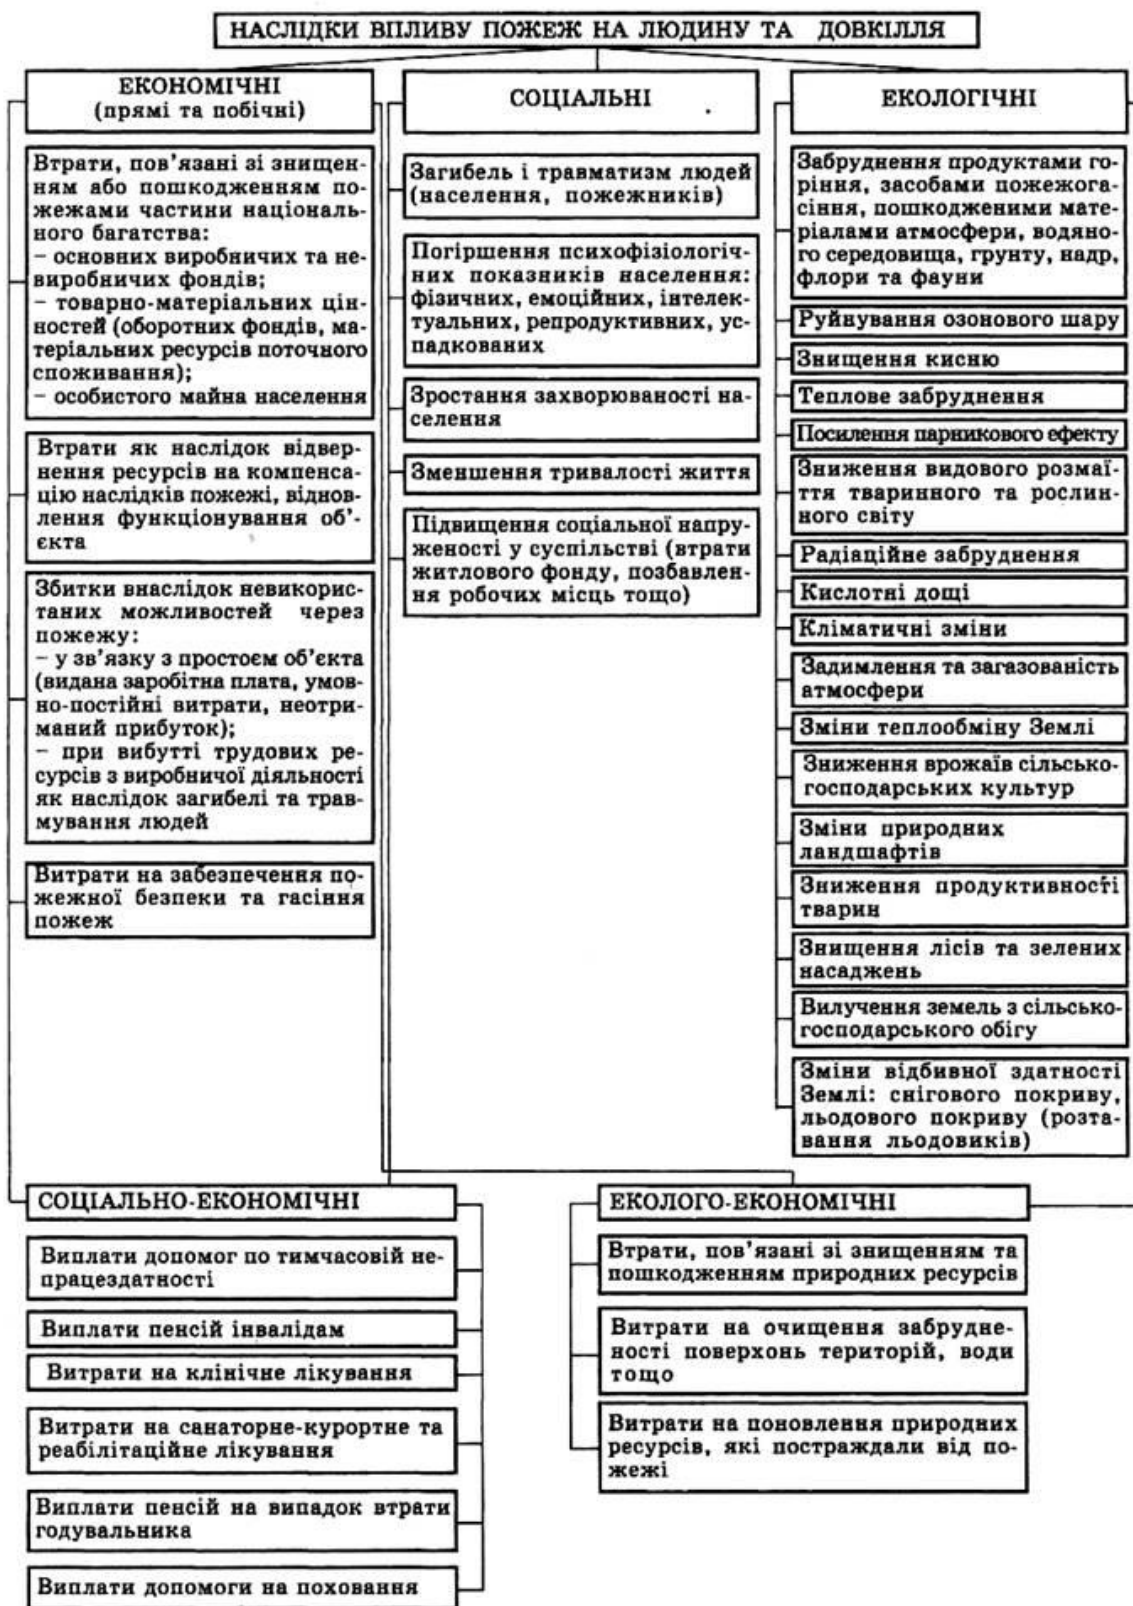 НАСЛІДКИ ВПЛИВУ ПОЖЕЖ НА ЛЮДИНУ ТА ДОВКІЛЛЯ
ЕКОНОМІЧНІ
(прямі та побічні)
Втрати, пов’язані зі знищен-
ням або пошкодженням по-
жежами частини національ-
ного багатства:
– основних виробничих та не-
виробничих фондів;
– товарно-матеріальних цін-
ностей (оборотних фондів, ма-
теріальних ресурсів поточного
споживання);
– особистого майна населення
Втрати як наслідок відвер-
нення ресурсів на компенса-
цію наслідків пожежі, віднов-
лення функціонування об’-
єкта
Збитки внаслідок невикорис-
таних можливостей через
пожежу:
– у зв’язку з простоєм об’єкта
(видана заробітна плата, умов-
но-постійні витрати, неотри-
маний прибуток);
– при вибутті трудових ре-
сурсів з виробничої діяльності
як наслідок загибелі та трав-
мування людей
Витрати на забезпечення по-
жежної безпеки та гасіння
пожеж
СОЦІАЛЬНІ
Загибель і травматизм людей
(населення, пожежників)
Погіршення психофізіологіч-
них показників населення:
фізичних, емоційних, інтелек-
туальних, репродуктивних, ус-
падкованих
Зростання захворюваності на-
селення
Зменшення тривалості життя
Підвищення соціальної напру-
женості у суспільстві (втрати
житлового фонду, позбавлен-
ня робочих місць тощо)
ЕКОЛОГІЧНІ
Забруднення продуктами го-
ріння, засобами пожежога-
сіння, пошкодженими мате-
ріалами атмосфери, водяно-
го середовища, грунту, надр,
флори та фауни
Руйнування озонового шару
Знищення кисню
Теплове забруднення
Посилення парникового ефекту
Зниження видового розмаї-
ття тваринного та рослин-
ного світу
Радіаційне забруднення
Кислотні дощі
Кліматичні зміни
Задимлення та загазованість
атмосфери
Зміни теплообміну Землі
Зниження врожаїв сільсько-
господарських культур
Зміни природних
ландшафтів
Зниження продуктивності
тварин
Знищення лісів та зелених
насаджень
Вилучення земель з сільсько-
господарського обігу
Зміни відбивної здатності
Землі: снігового покриву,
льодового покриву (розта-
вання льодовиків)
СОЦІАЛЬНО-ЕКОНОМІЧНІ
Виплати допомог по тимчасовій не-
працездатності
Виплати пенсій інвалідам
Витрати на клінічне лікування
Витрати на санаторне-курортне та
реабілітаційне лікування
Виплати пенсій на випадок втрати
годувальника
Виплати допомоги на поховання
ЕКОЛОГО-ЕКОНОМІЧНІ
Втрати, пов’язані зі знищенням та
пошкодженням природних ресурсів
Витрати на очищення забрудне-
ності поверхонь територій, води
тощо
Витрати на поновлення природних
ресурсів, які постраждали від по-
жежі